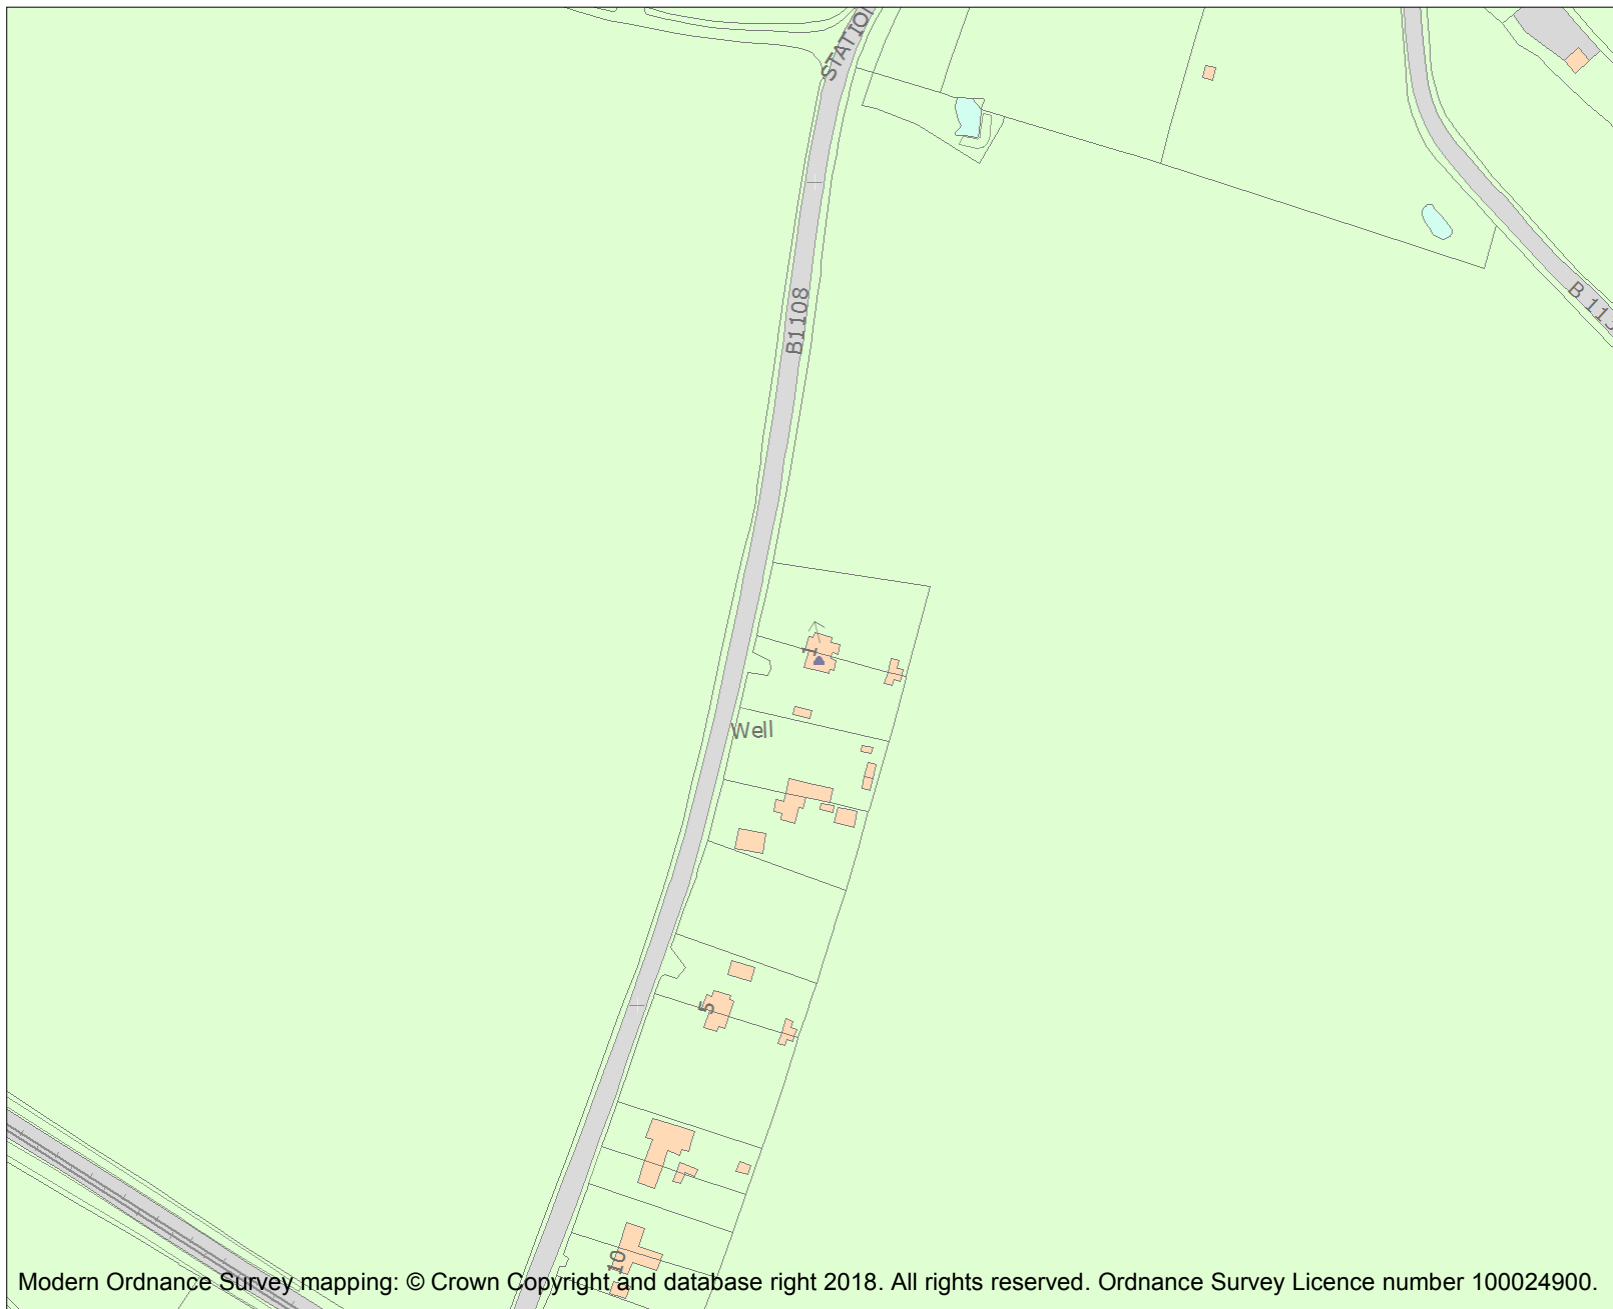 STATION
B1108
B 113
1
Well
5
10
Modern Ordnance Survey mapping: © Crown Copyright and database right 2018. All rights reserved. Ordnance Survey Licence number 100024900.